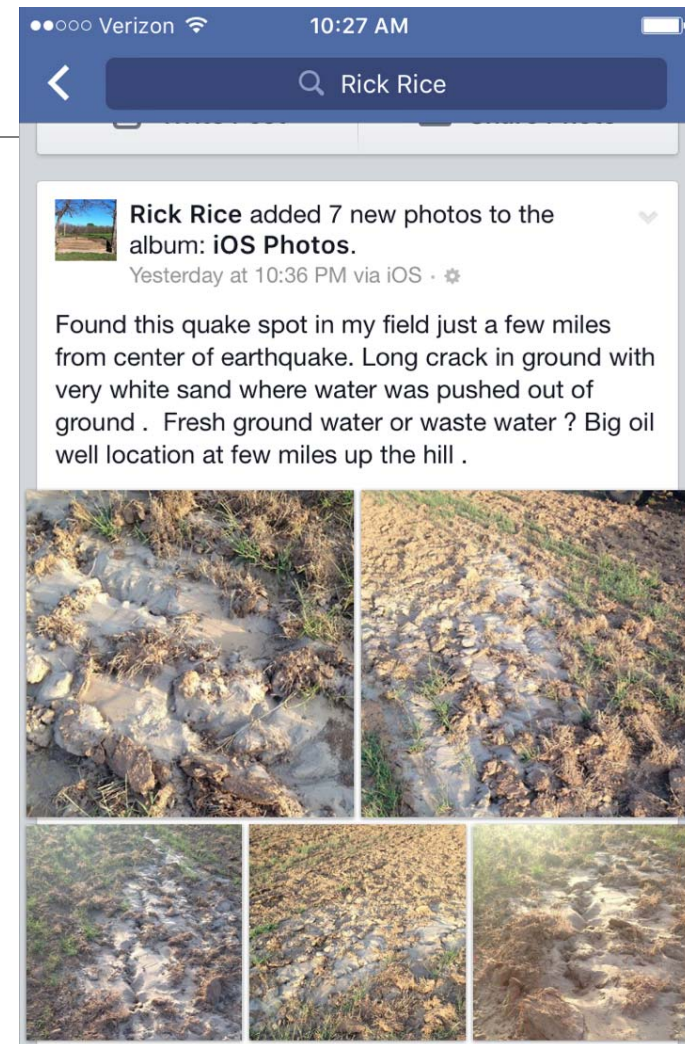 Verizon 10:27 AM
Rick Rice
Rick Rice added 7 new photos to the
album: iOS Photos.
Yesterday at 10:36 PM via iOS ·
Found this quake spot in my field just a few miles
from center of earthquake. Long crack in ground with
very white sand where water was pushed out of
ground . Fresh ground water or waste water ? Big oil
well location at few miles up the hill .